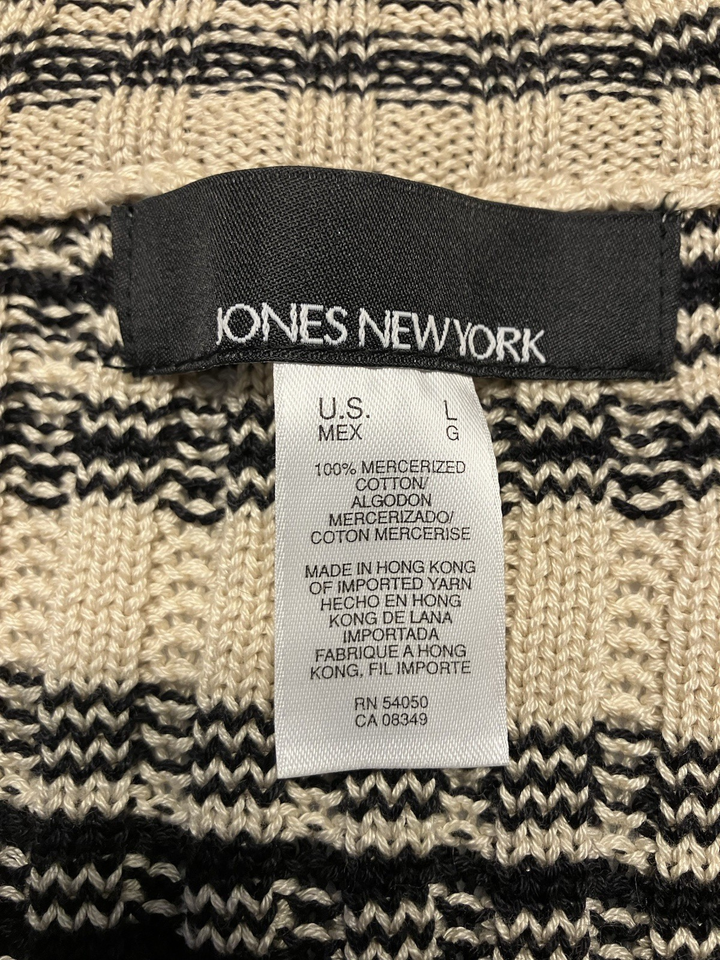 JONES NEW YORK
U.S. L
MEX G
100% MERCERIZED
COTTON/
ALGODON
MERCERIZADO/
COTON MERCERISE
MADE IN HONG KONG
OF IMPORTED YARN
HECHO EN HONG
KONG DE LANA
IMPORTADA
FABRIQUE A HONG
KONG, FIL IMPORTE
RN 54050
CA 08349